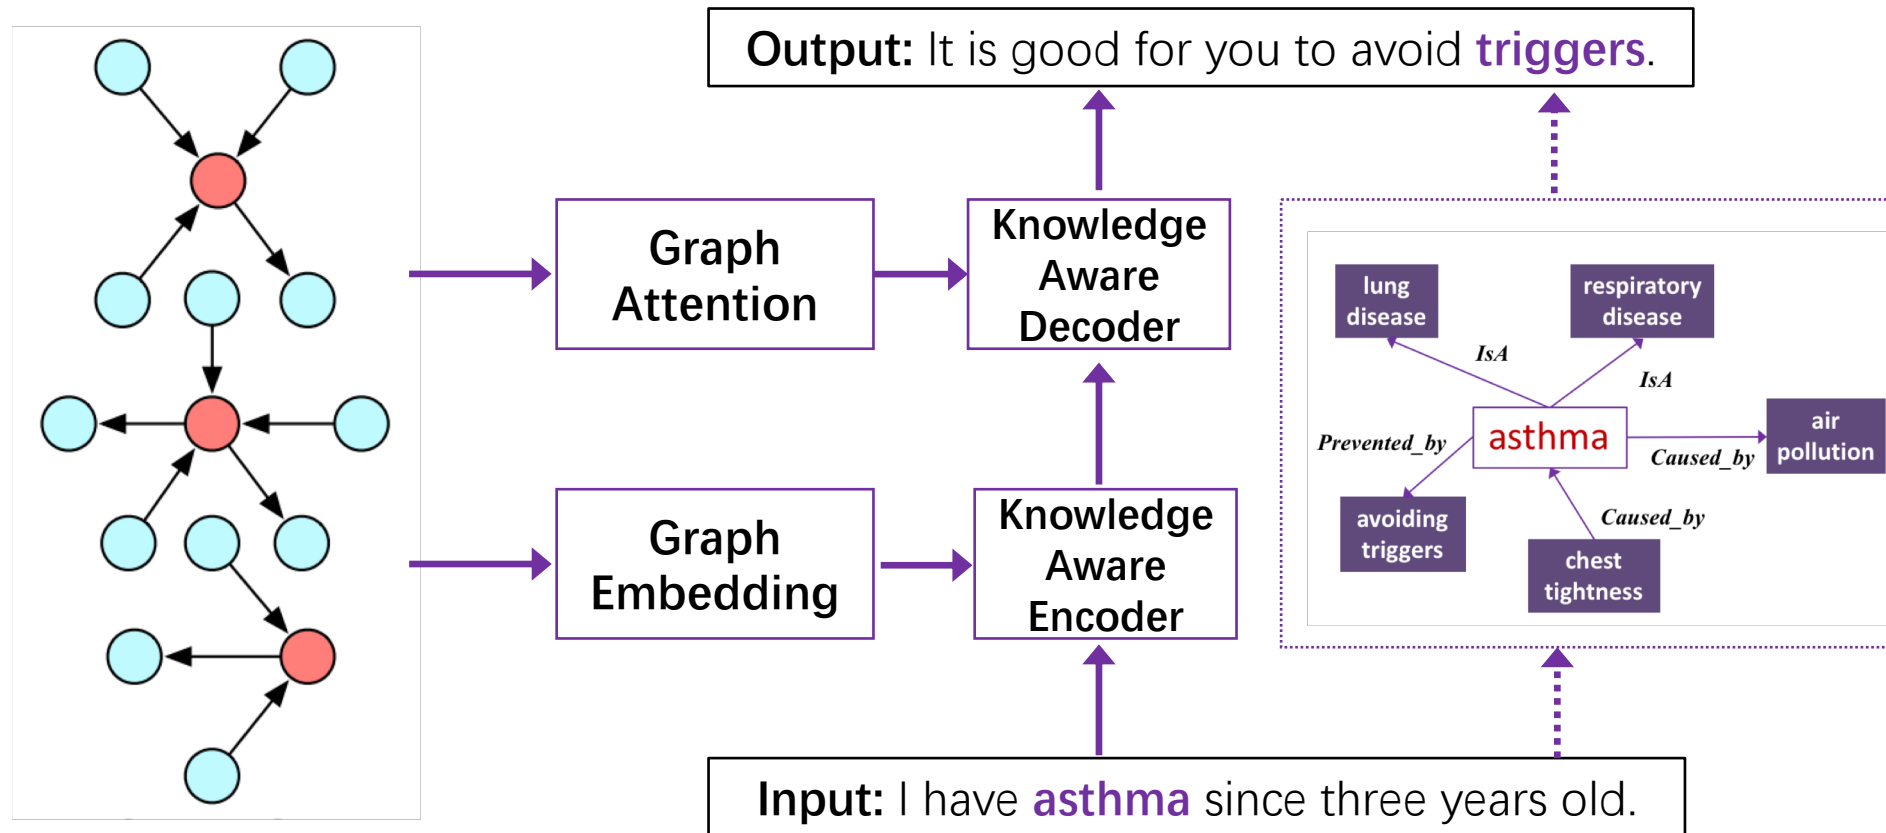 Output: It is good for you to avoid triggers.
Graph
Attention
Knowledge
Aware
Decoder
Graph
Embedding
Knowledge
Aware
Encoder
lung
disease
respiratory
disease
IsA
IsA
asthma
air
pollution
Prevented_by
Caused_by
avoiding
triggers
Caused_by
chest
tightness
Input: I have asthma since three years old.